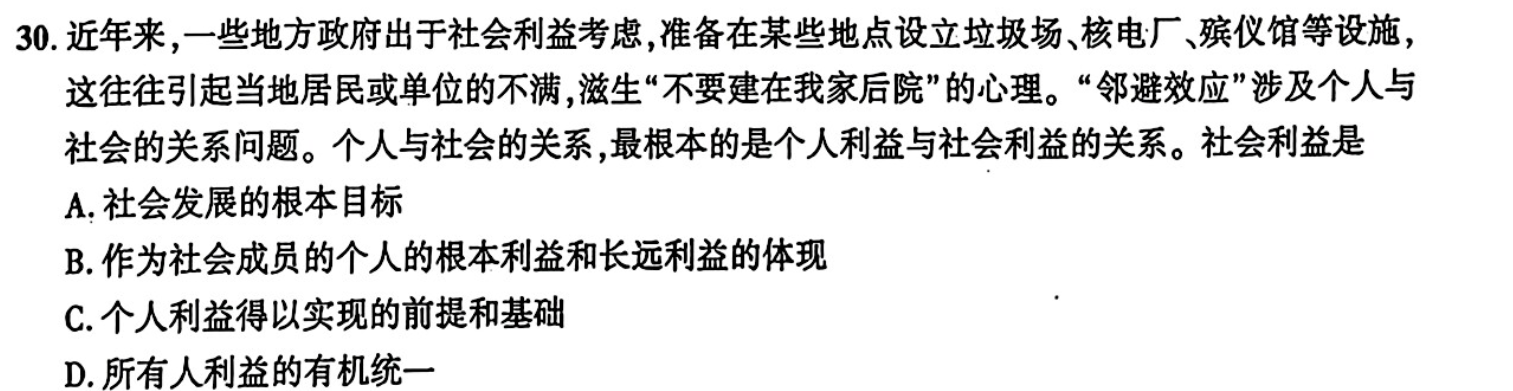 30. 近年来,一些地方政府出于社会利益考虑,准备在某些地点设立垃圾场、核电厂、殡仪馆等设施,
这往往引起当地居民或单位的不满,滋生“不要建在我家后院”的心理。“邻避效应”涉及个人与
社会的关系问题。个人与社会的关系,最根本的是个人利益与社会利益的关系。社会利益是
A. 社会发展的根本目标
B. 作为社会成员的个人的根本利益和长远利益的体现
C. 个人利益得以实现的前提和基础
D. 所有人利益的有机统一